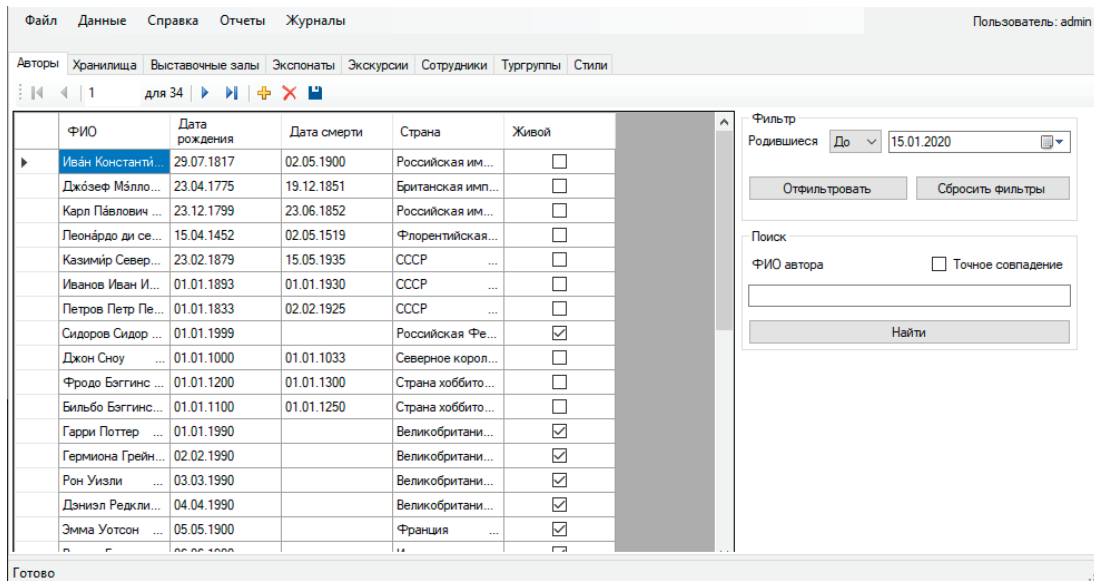 Файл Данные Справка Отчеты Журналы Пользователь: admin
Авторы Хранилища Выставочные залы Экспонаты Экскурсии Сотрудники Тургруппы Стили
1 для 34
ФИО Дата рождения Дата смерти Страна Живой
Ива́н Константи́... 29.07.1817 02.05.1900 Российская им...
Джо́зеф Мэ́лло... 23.04.1775 19.12.1851 Британская имп...
Карл Па́влович ... 23.12.1799 23.06.1852 Российская им...
Леона́рдо ди се... 15.04.1452 02.05.1519 Флорентийская...
Казими́р Север... 23.02.1879 15.05.1935 СССР ...
Иванов Иван И... 01.01.1893 01.01.1930 СССР ...
Петров Петр Пе... 01.01.1833 02.02.1925 СССР ...
Сидоров Сидор ... 01.01.1999 Российская Фе...
Джон Сноу ... 01.01.1000 01.01.1033 Северное корол...
Фродо Бэггинс ... 01.01.1200 01.01.1300 Страна хоббито...
Бильбо Бэггинс... 01.01.1100 01.01.1250 Страна хоббито...
Гарри Поттер ... 01.01.1990 Великобритани...
Гермиона Грейн... 02.02.1990 Великобритани...
Рон Уизли ... 03.03.1990 Великобритани...
Дэниэл Редкли... 04.04.1990 Великобритани...
Эмма Уотсон ... 05.05.1900 Франция ...
Фильтр
Родившиеся До 15.01.2020
Отфильтровать Сбросить фильтры
Поиск
ФИО автора Точное совпадение
Найти
Готово